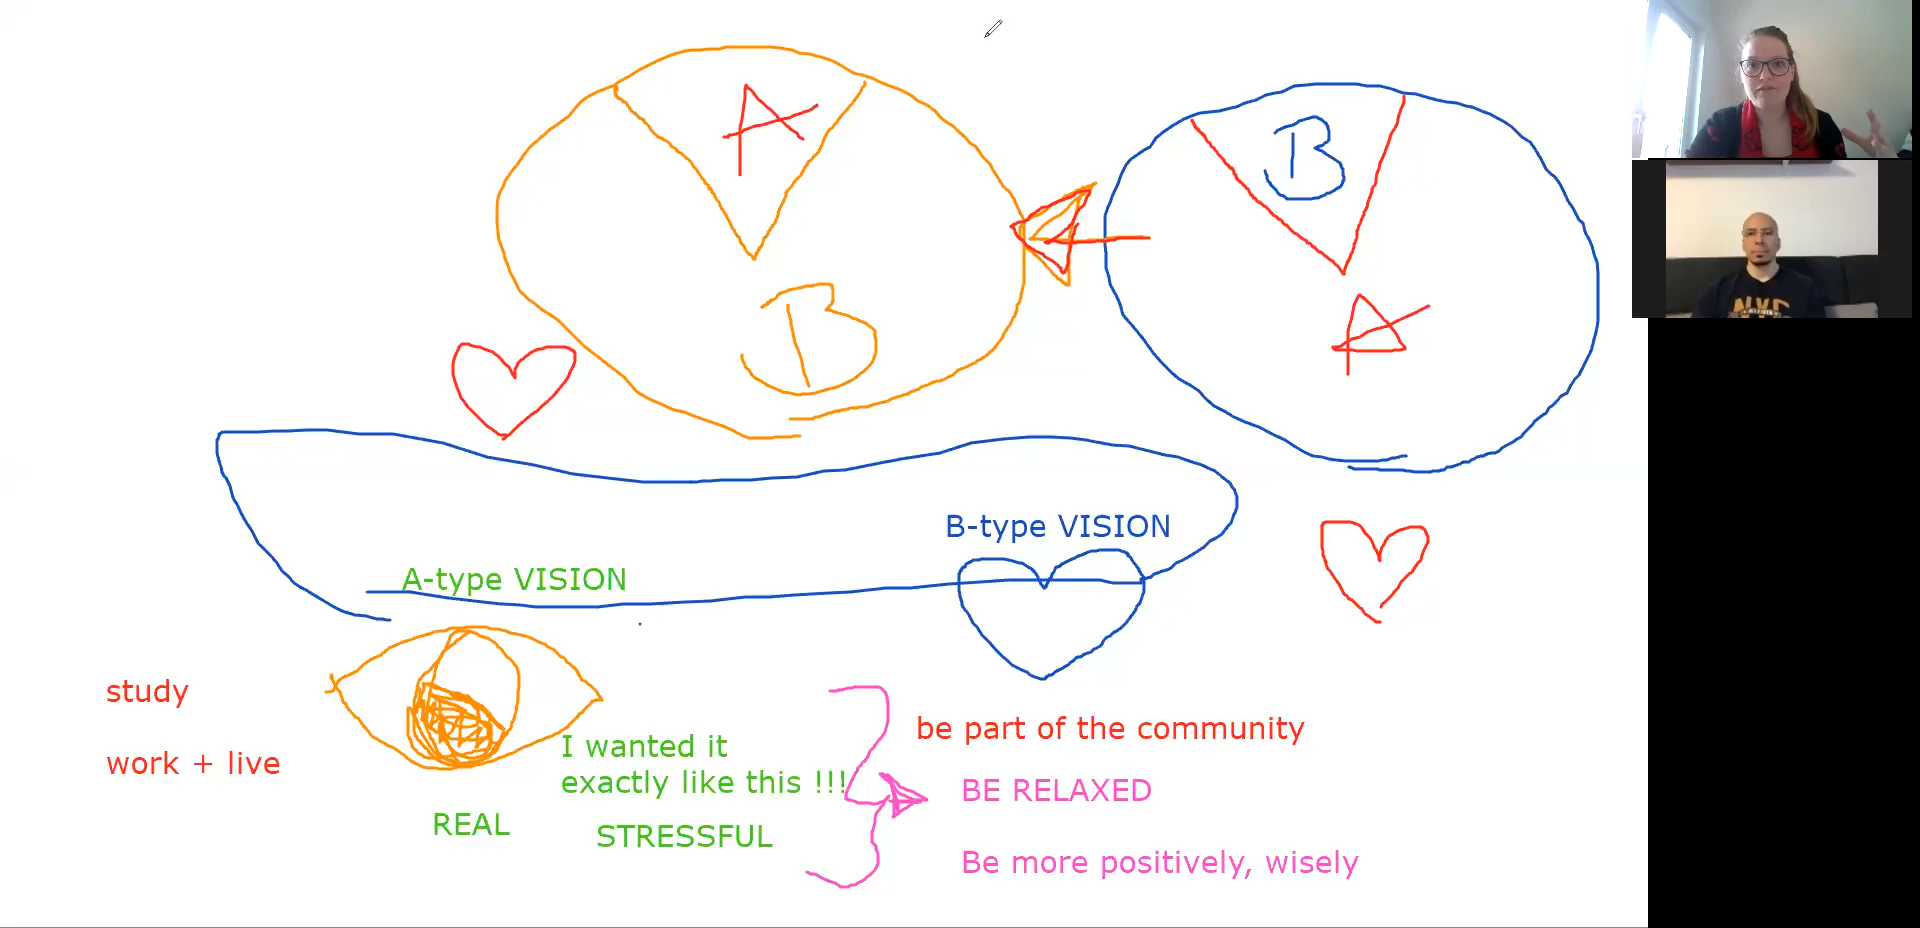 A
B
B
A
B-type VISION
A-type VISION
study
work + live
I wanted it
exactly like this !!!
REAL
STRESSFUL
be part of the community
BE RELAXED
Be more positively, wisely
NYC